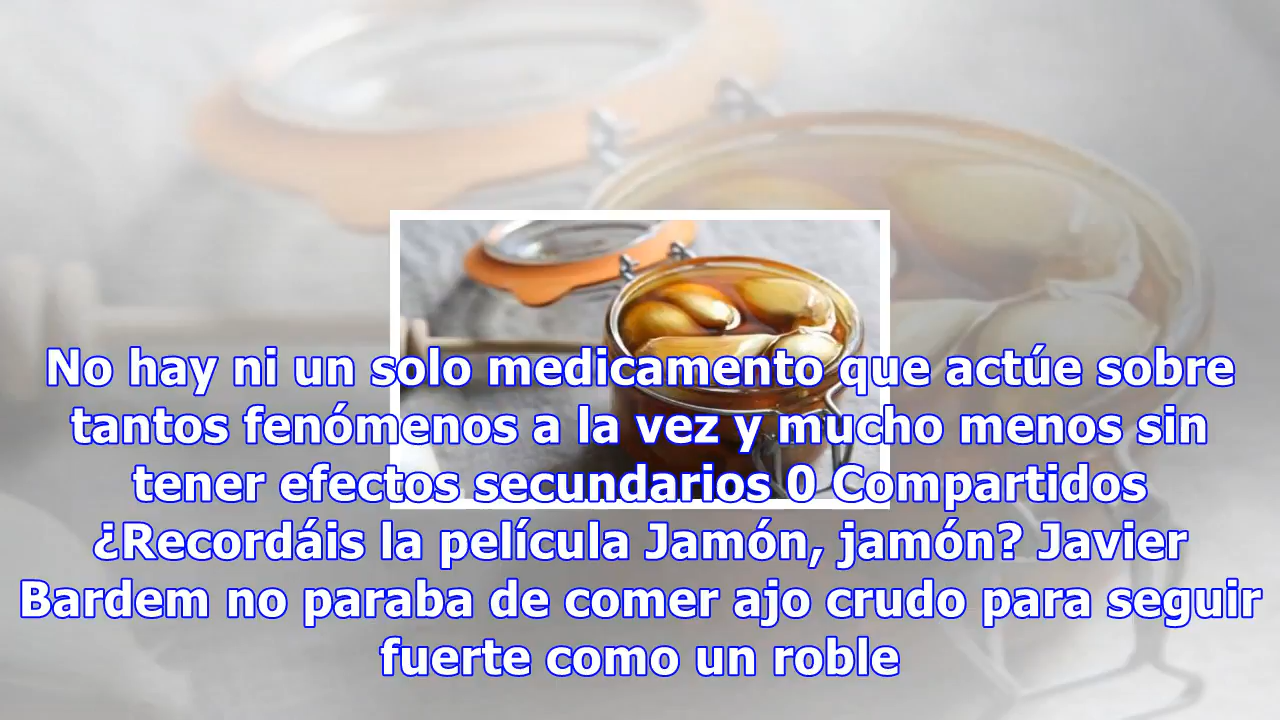 No hay ni un solo medicamento que actúe sobre
tantos fenómenos a la vez y mucho menos sin
tener efectos secundarios 0 Compartidos
¿Recordáis la película Jamón, jamón? Javier
Bardem no paraba de comer ajo crudo para seguir
fuerte como un roble